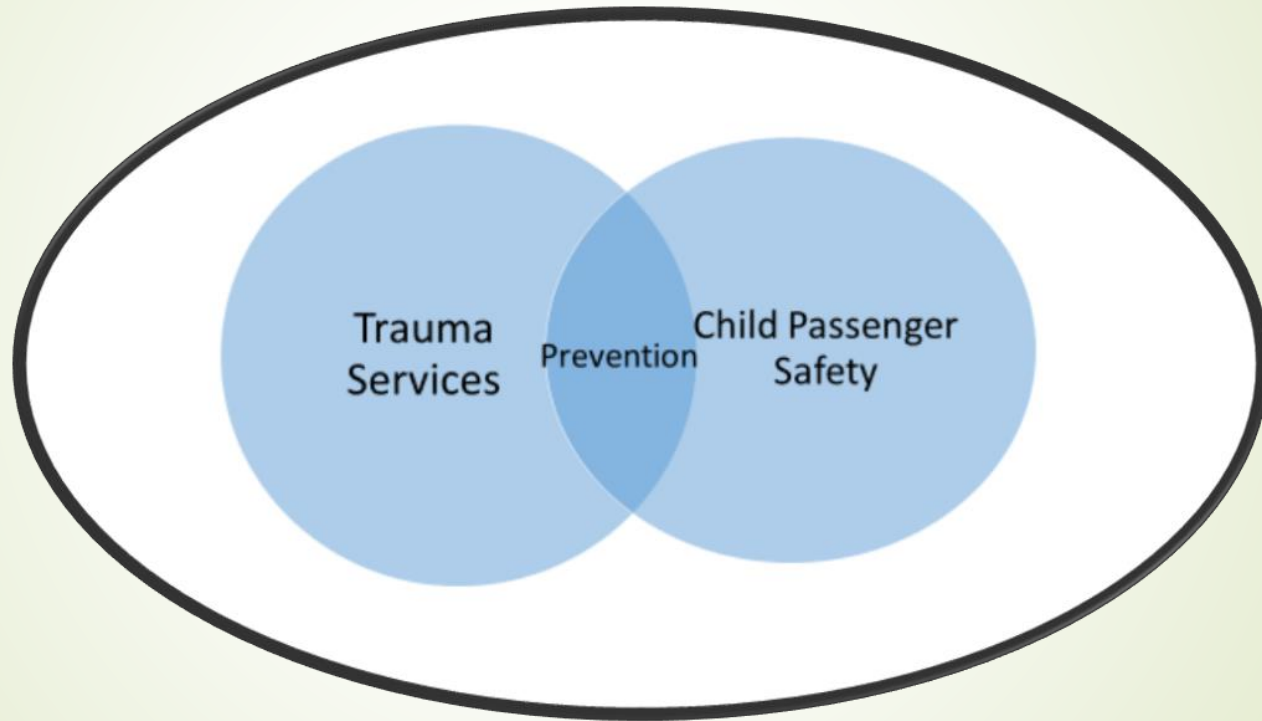 Trauma
Services
Prevention
Child Passenger
Safety